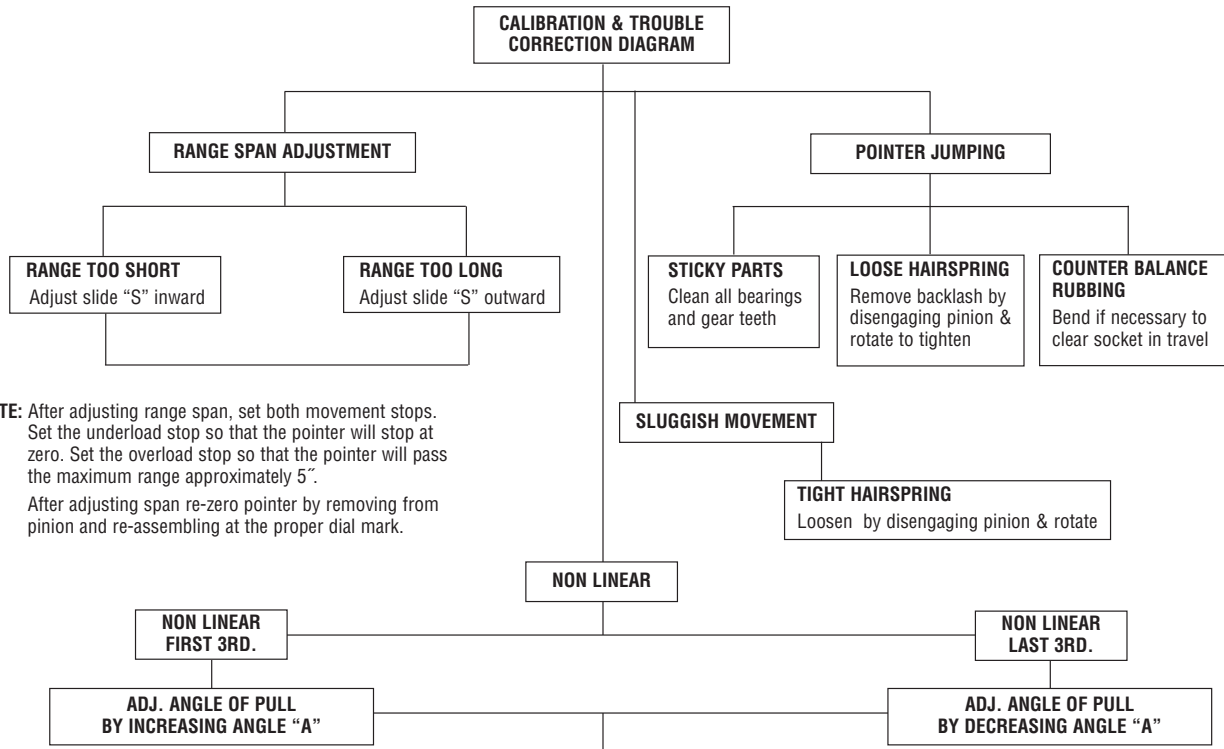 CALIBRATION & TROUBLE
CORRECTION DIAGRAM
RANGE SPAN ADJUSTMENT
POINTER JUMPING
RANGE TOO SHORT
Adjust slide “S” inward
RANGE TOO LONG
Adjust slide “S” outward
STICKY PARTS
Clean all bearings
and gear teeth
LOOSE HAIRSPRING
Remove backlash by
disengaging pinion &
rotate to tighten
COUNTER BALANCE
RUBBING
Bend if necessary to
clear socket in travel
TE: After adjusting range span, set both movement stops.
Set the underload stop so that the pointer will stop at
zero. Set the overload stop so that the pointer will pass
the maximum range approximately 5˝.
After adjusting span re-zero pointer by removing from
pinion and re-assembling at the proper dial mark.
SLUGGISH MOVEMENT
TIGHT HAIRSPRING
Loosen by disengaging pinion & rotate
NON LINEAR
NON LINEAR
FIRST 3RD.
NON LINEAR
LAST 3RD.
ADJ. ANGLE OF PULL
BY INCREASING ANGLE “A”
ADJ. ANGLE OF PULL
BY DECREASING ANGLE “A”